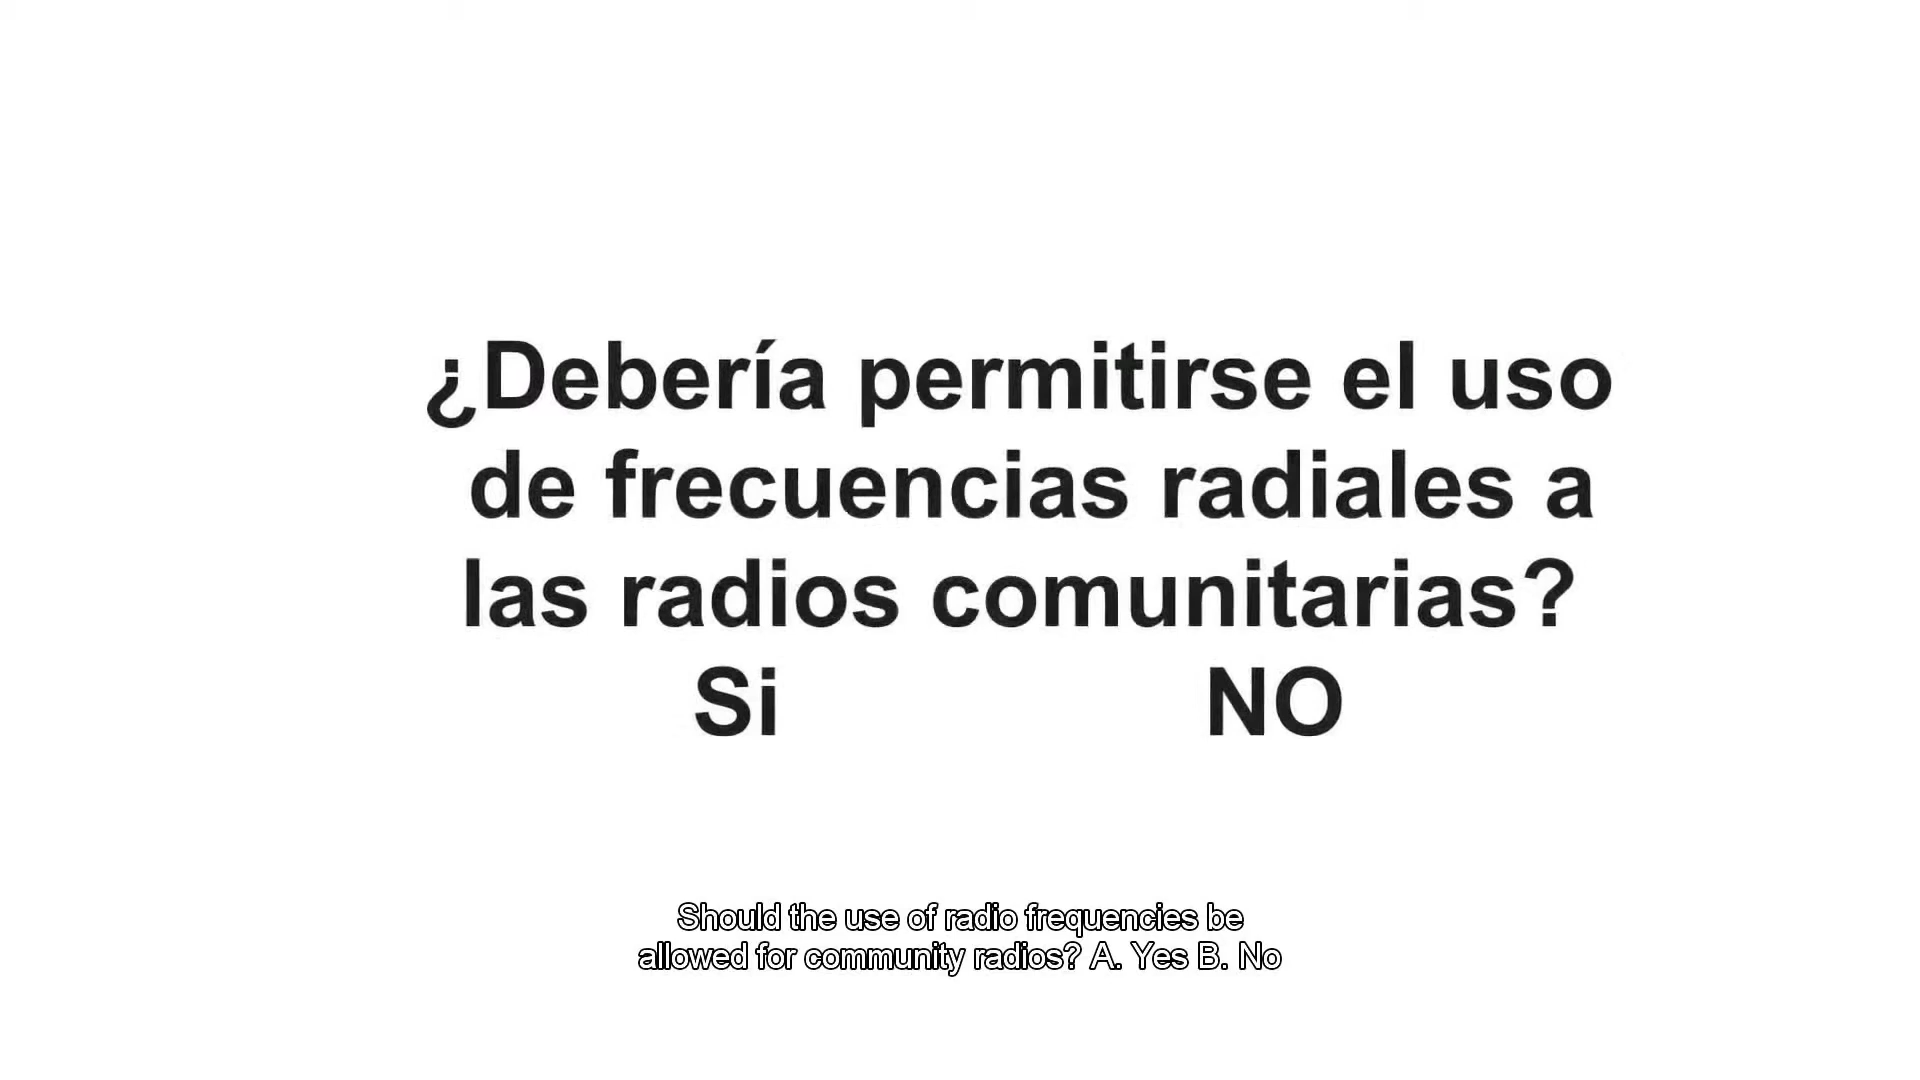 ¿Debería permitirse el uso
de frecuencias radiales a
las radios comunitarias?
Si NO
Should the use of radio frequencies be
allowed for community radios? A. Yes B. No